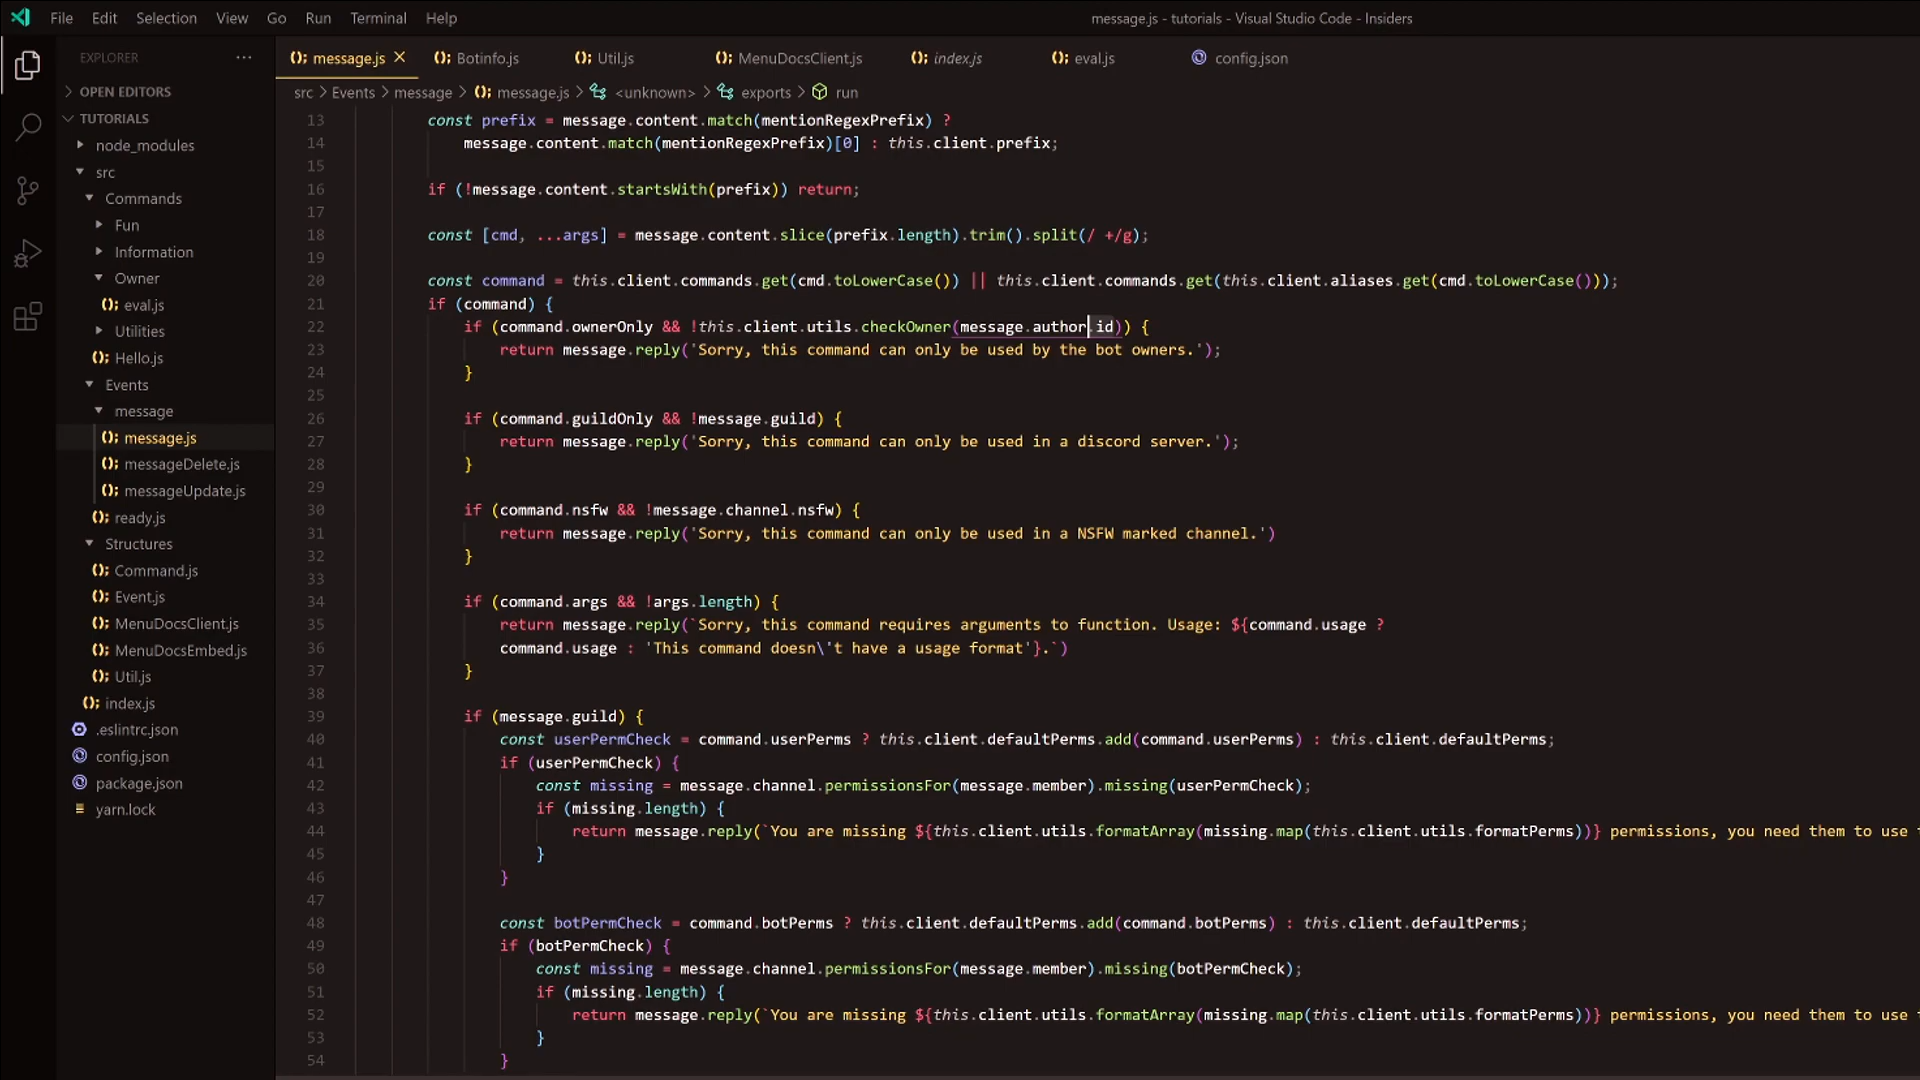 File Edit Selection View Go Run Terminal Help
message.js - tutorials - Visual Studio Code - Insiders
EXPLORER
OPEN EDITORS
TUTORIALS
node_modules
src
Commands
Fun
Information
Owner
eval.js
Utilities
Hello.js
Events
message
message.js
messageDelete.js
messageUpdate.js
ready.js
Structures
Command.js
Event.js
MenuDocsClient.js
MenuDocsEmbed.js
Util.js
index.js
.eslintrc.json
config.json
package.json
yarn.lock
message.js Botinfo.js Util.js MenuDocsClient.js index.js eval.js config.json
src > Events > message > message.js > <unknown> > exports > run
13 const prefix = message.content.match(mentionRegexPrefix) ?
14 message.content.match(mentionRegexPrefix)[0] : this.client.prefix;
15
16 if (!message.content.startsWith(prefix)) return;
17
18 const [cmd, ...args] = message.content.slice(prefix.length).trim().split(/ +/g);
19
20 const command = this.client.commands.get(cmd.toLowerCase()) || this.client.commands.get(this.client.aliases.get(cmd.toLowerCase()));
21 if (command) {
22 if (command.ownerOnly && !this.client.utils.checkOwner(message.author.id)) {
23 return message.reply('Sorry, this command can only be used by the bot owners.');
24 }
25
26 if (command.guildOnly && !message.guild) {
27 return message.reply('Sorry, this command can only be used in a discord server.');
28 }
29
30 if (command.nsfw && !message.channel.nsfw) {
31 return message.reply('Sorry, this command can only be used in a NSFW marked channel.')
32 }
33
34 if (command.args && !args.length) {
35 return message.reply(`Sorry, this command requires arguments to function. Usage: ${command.usage ?
36 command.usage : 'This command doesn\'t have a usage format'}.`)
37 }
38
39 if (message.guild) {
40 const userPermCheck = command.userPerms ? this.client.defaultPerms.add(command.userPerms) : this.client.defaultPerms;
41 if (userPermCheck) {
42 const missing = message.channel.permissionsFor(message.member).missing(userPermCheck);
43 if (missing.length) {
44 return message.reply(`You are missing ${this.client.utils.formatArray(missing.map(this.client.utils.formatPerms))} permissions, you need them to use
45 }
46 }
47
48 const botPermCheck = command.botPerms ? this.client.defaultPerms.add(command.botPerms) : this.client.defaultPerms;
49 if (botPermCheck) {
50 const missing = message.channel.permissionsFor(message.member).missing(botPermCheck);
51 if (missing.length) {
52 return message.reply(`You are missing ${this.client.utils.formatArray(missing.map(this.client.utils.formatPerms))} permissions, you need them to use
53 }
54 }